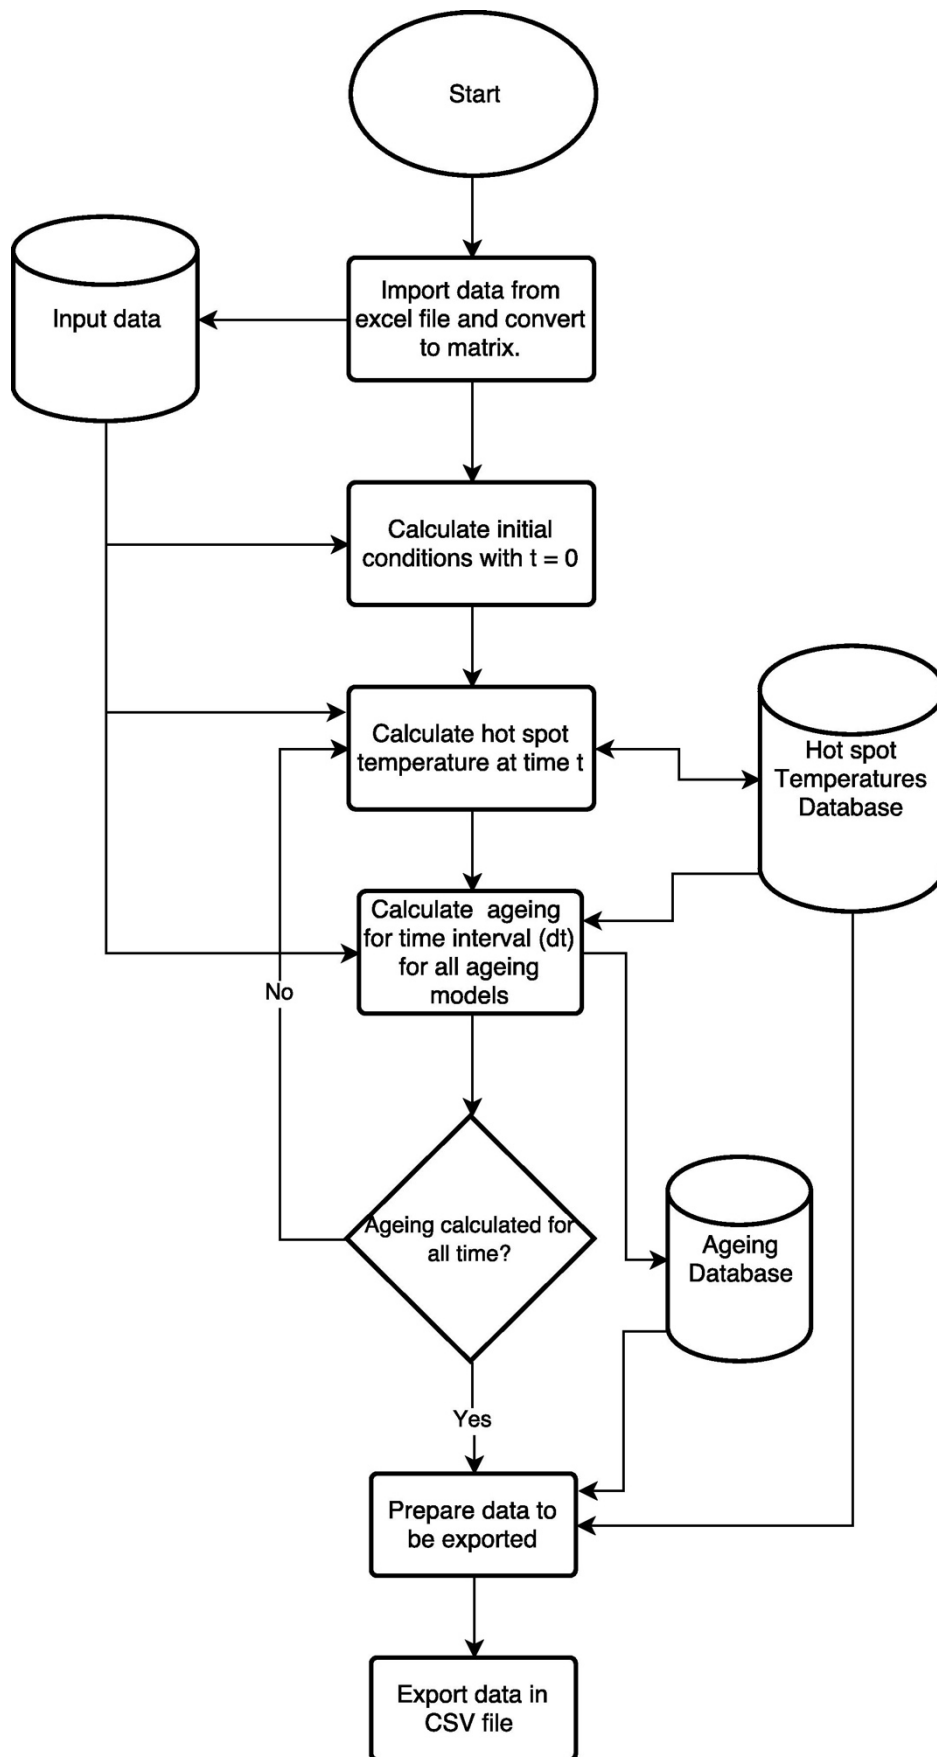 Start
Import data from
excel file and convert
to matrix.
Input data
Calculate initial
conditions with t = 0
Calculate hot spot
temperature at time t
Hot spot
Temperatures
Database
Calculate ageing
for time interval (dt)
for all ageing
models
No
Ageing calculated for
all time?
Ageing
Database
Yes
Prepare data to
be exported
Export data in
CSV file